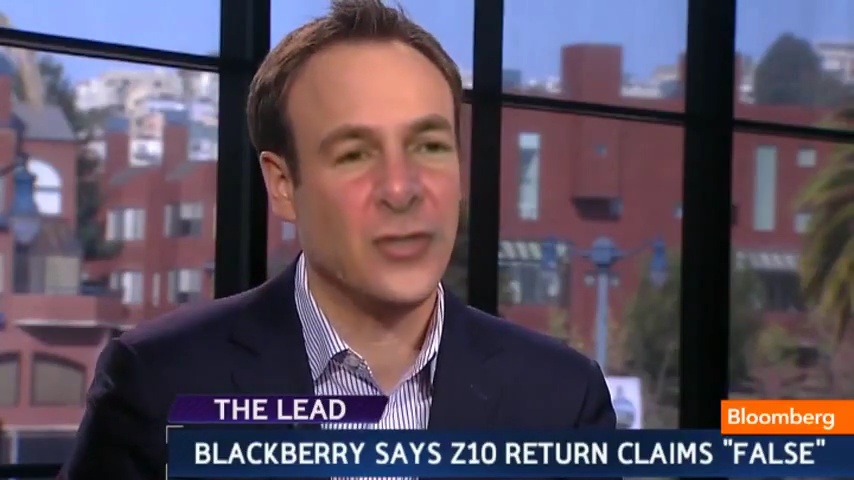 THE LEAD
Bloomberg
BLACKBERRY SAYS Z10 RETURN CLAIMS "FALSE"